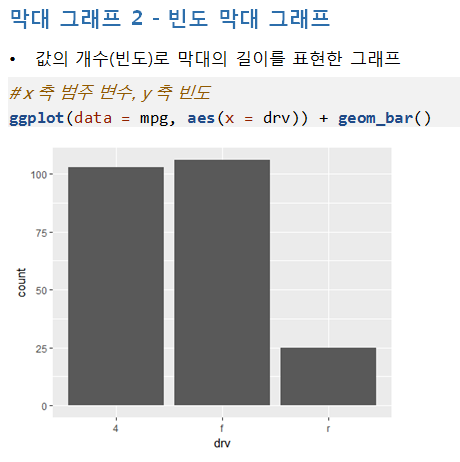 막대 그래프 2 - 빈도 막대 그래프
• 값의 개수(빈도)로 막대의 길이를 표현한 그래프
# x 축 범주 변수, y 축 빈도
ggplot(data = mpg, aes(x = drv)) + geom_bar()
100
75
50
25
0
count
4 f r
drv